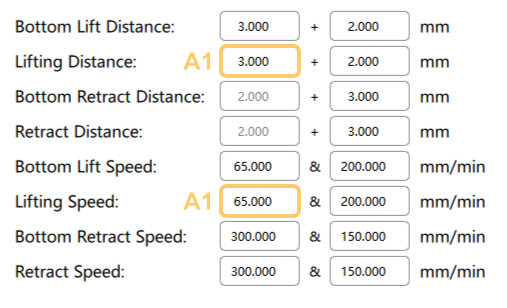 Bottom Lift Distance: 3.000 + 2.000 mm
Lifting Distance: A1 3.000 + 2.000 mm
Bottom Retract Distance: 2.000 + 3.000 mm
Retract Distance: 2.000 + 3.000 mm
Bottom Lift Speed: 65.000 & 200.000 mm/min
Lifting Speed: A1 65.000 & 200.000 mm/min
Bottom Retract Speed: 300.000 & 150.000 mm/min
Retract Speed: 300.000 & 150.000 mm/min